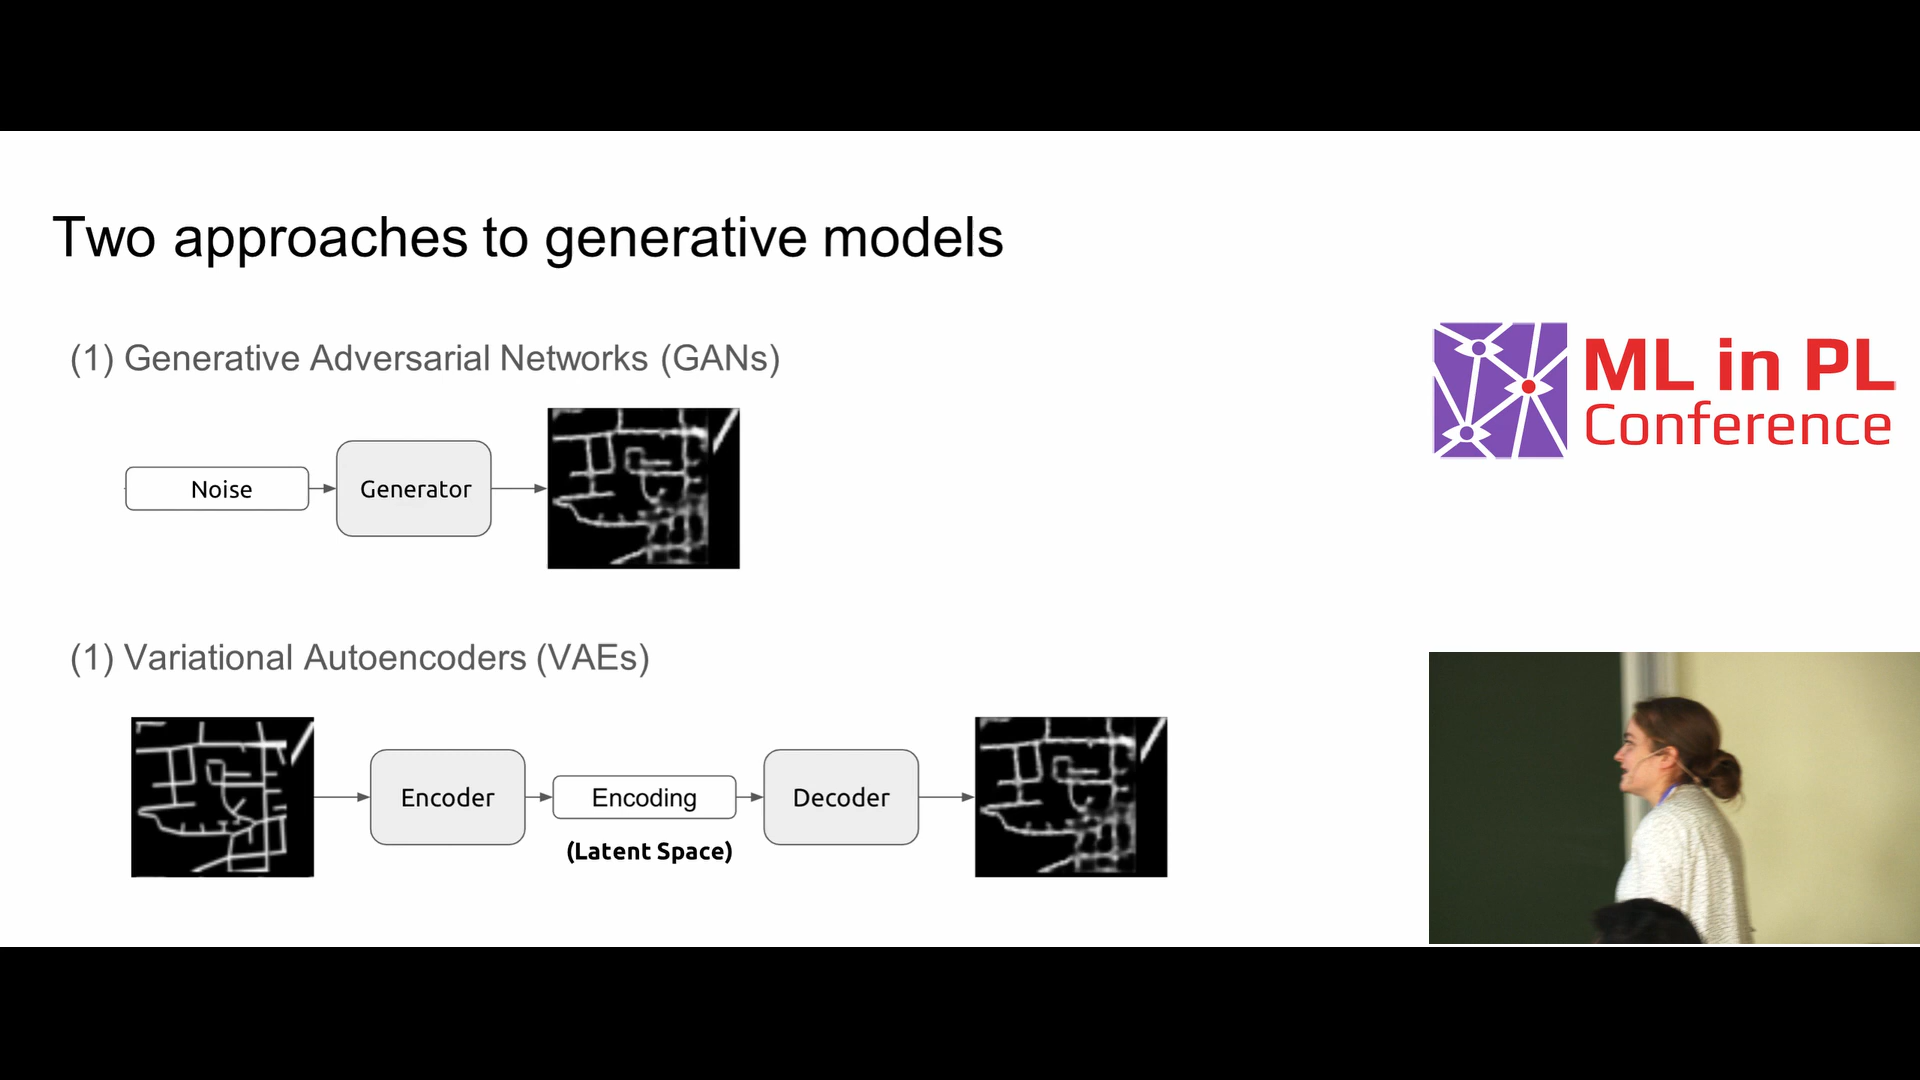 Two approaches to generative models
(1) Generative Adversarial Networks (GANs)
Noise
Generator
(1) Variational Autoencoders (VAEs)
Encoder
Encoding
Decoder
(Latent Space)
ML in PL
Conference